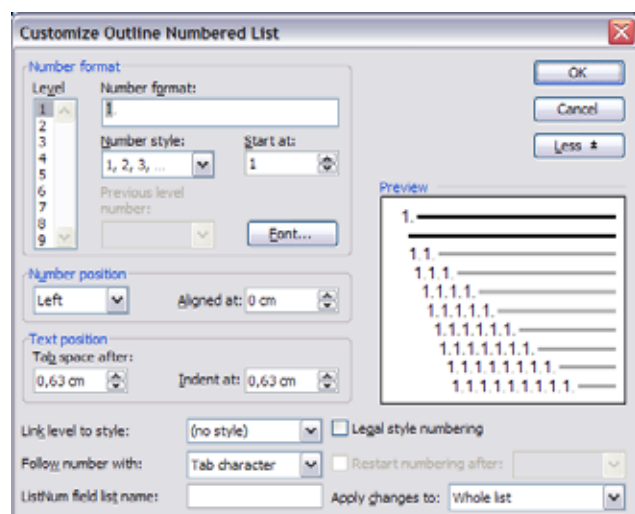 Customize Outline Numbered List
Number format
Level
Number format:
1
2
3
4
5
6
7
8
9
1.
Number style:
Start at:
1, 2, 3, ...
1
Previous level
number:
Font...
OK
Cancel
Less
Preview
1.
1.1.
1.1.1.
1.1.1.1.
1.1.1.1.1.
1.1.1.1.1.1.
1.1.1.1.1.1.1.
1.1.1.1.1.1.1.1.
1.1.1.1.1.1.1.1.1.
Number position
Left
Aligned at: 0 cm
Text position
Tab space after:
0,63 cm
Indent at: 0,63 cm
Link level to style: (no style)
Legal style numbering
Follow number with: Tab character
Restart numbering after:
ListNum field list name:
Apply changes to: Whole list